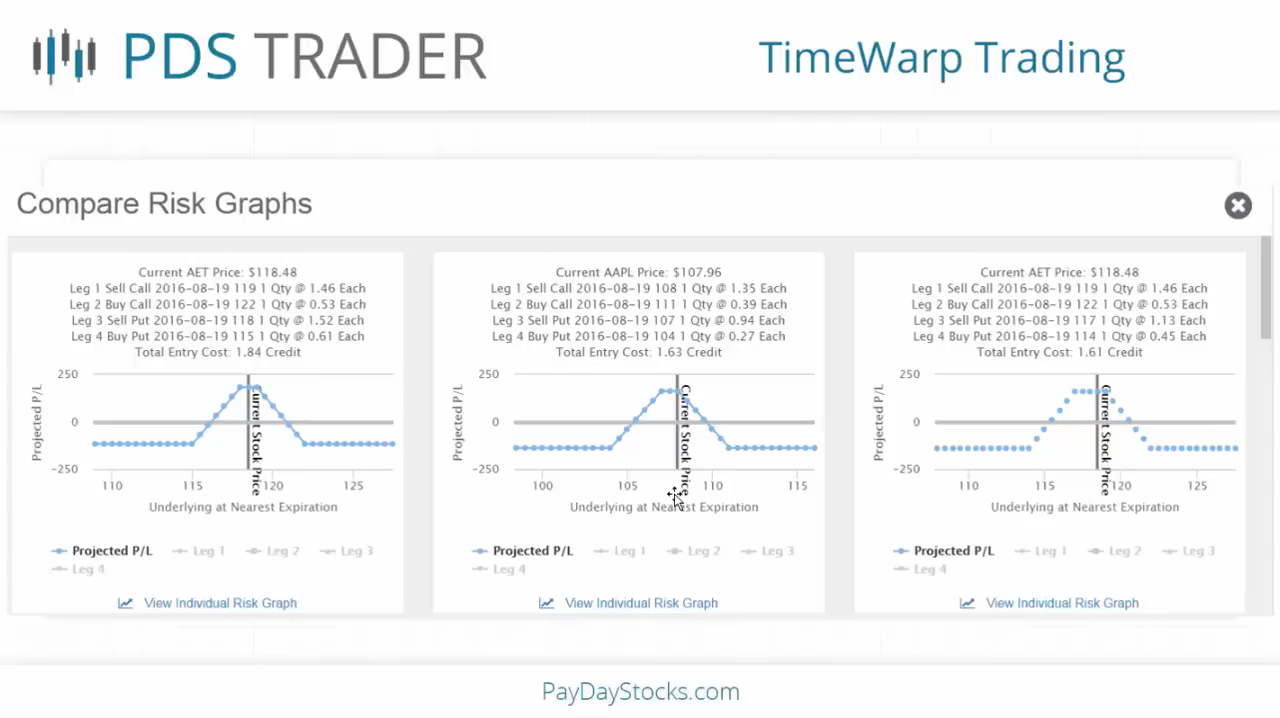 PDS TRADER
TimeWarp Trading
Compare Risk Graphs
Current AET Price: $118.48
Leg 1 Sell Call 2016-08-19 119 1 Qty @ 1.46 Each
Leg 2 Buy Call 2016-08-19 122 1 Qty @ 0.53 Each
Leg 3 Sell Put 2016-08-19 118 1 Qty @ 1.52 Each
Leg 4 Buy Put 2016-08-19 115 1 Qty @ 0.61 Each
Total Entry Cost: 1.84 Credit
250
0
-250
Projected P/L
Current Stock Price
110 115 120 125
Underlying at Nearest Expiration
Projected P/L Leg 1 Leg 2 Leg 3
Leg 4
View Individual Risk Graph
Current AAPL Price: $107.96
Leg 1 Sell Call 2016-08-19 108 1 Qty @ 1.35 Each
Leg 2 Buy Call 2016-08-19 111 1 Qty @ 0.39 Each
Leg 3 Sell Put 2016-08-19 107 1 Qty @ 0.94 Each
Leg 4 Buy Put 2016-08-19 104 1 Qty @ 0.27 Each
Total Entry Cost: 1.63 Credit
250
0
-250
Projected P/L
Current Stock Price
100 105 110 115
Underlying at Nearest Expiration
Projected P/L Leg 1 Leg 2 Leg 3
Leg 4
View Individual Risk Graph
Current AET Price: $118.48
Leg 1 Sell Call 2016-08-19 119 1 Qty @ 1.46 Each
Leg 2 Buy Call 2016-08-19 122 1 Qty @ 0.53 Each
Leg 3 Sell Put 2016-08-19 117 1 Qty @ 1.13 Each
Leg 4 Buy Put 2016-08-19 114 1 Qty @ 0.45 Each
Total Entry Cost: 1.61 Credit
250
0
-250
Projected P/L
Current Stock Price
110 115 120 125
Underlying at Nearest Expiration
Projected P/L Leg 1 Leg 2 Leg 3
Leg 4
View Individual Risk Graph
PayDayStocks.com